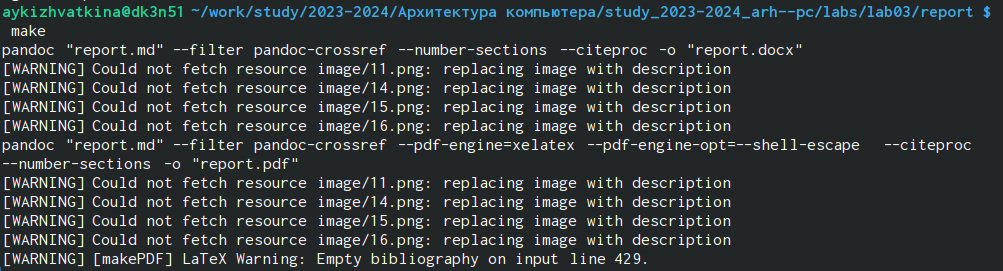 aykizhvatkina@dk3n51 ~/work/study/2023-2024/Архитектура компьютера/study_2023-2024_arh--pc/labs/lab03/report $
make
pandoc "report.md" --filter pandoc-crossref --number-sections --citeproc -o "report.docx"
[WARNING] Could not fetch resource image/11.png: replacing image with description
[WARNING] Could not fetch resource image/14.png: replacing image with description
[WARNING] Could not fetch resource image/15.png: replacing image with description
[WARNING] Could not fetch resource image/16.png: replacing image with description
pandoc "report.md" --filter pandoc-crossref --pdf-engine=xelatex --pdf-engine-opt=--shell-escape  --citeproc
--number-sections -o "report.pdf"
[WARNING] Could not fetch resource image/11.png: replacing image with description
[WARNING] Could not fetch resource image/14.png: replacing image with description
[WARNING] Could not fetch resource image/15.png: replacing image with description
[WARNING] Could not fetch resource image/16.png: replacing image with description
[WARNING] [makePDF] LaTeX Warning: Empty bibliography on input line 429.